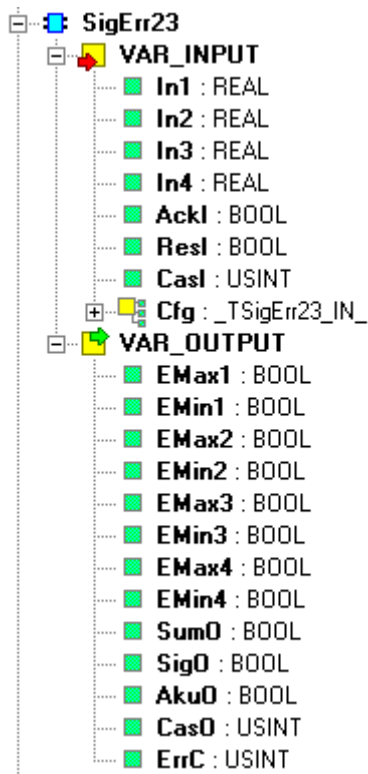 SigErr23
VAR_INPUT
In1 : REAL
In2 : REAL
In3 : REAL
In4 : REAL
AckI : BOOL
ResI : BOOL
CasI : USINT
Cfg : _TSigErr23_IN_
VAR_OUTPUT
EMax1 : BOOL
EMin1 : BOOL
EMax2 : BOOL
EMin2 : BOOL
EMax3 : BOOL
EMin3 : BOOL
EMax4 : BOOL
EMin4 : BOOL
SumO : BOOL
SigO : BOOL
AkuO : BOOL
CasO : USINT
ErrC : USINT